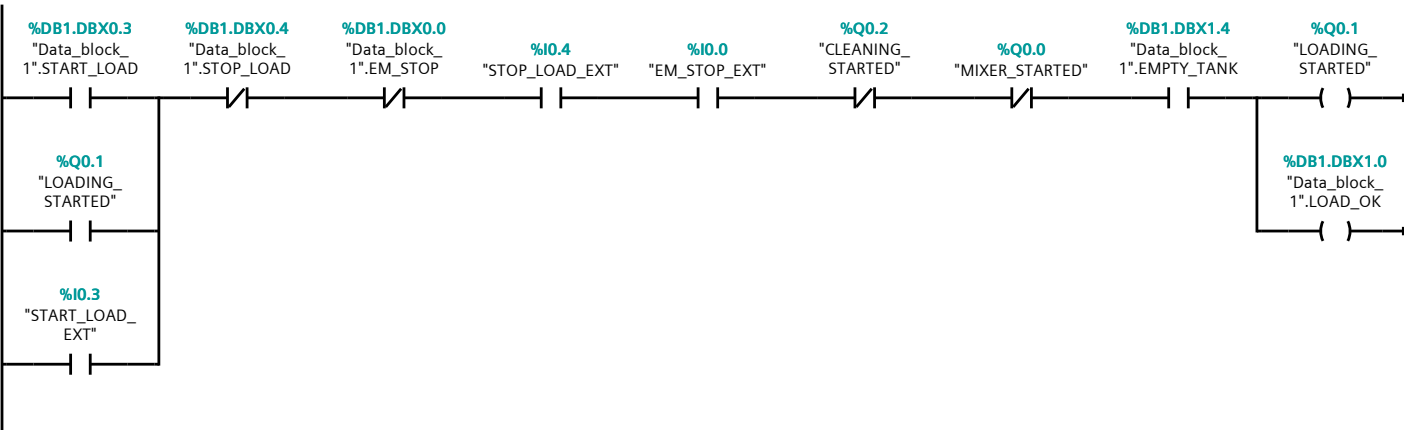 %DB1.DBX0.3
"Data_block_
1".START_LOAD
%DB1.DBX0.4
"Data_block_
1".STOP_LOAD
%DB1.DBX0.0
"Data_block_
1".EM_STOP
%I0.4
"STOP_LOAD_EXT"
%I0.0
"EM_STOP_EXT"
%Q0.2
"CLEANING_
STARTED"
%Q0.0
"MIXER_STARTED"
%DB1.DBX1.4
"Data_block_
1".EMPTY_TANK
%Q0.1
"LOADING_
STARTED"
%Q0.1
"LOADING_
STARTED"
%DB1.DBX1.0
"Data_block_
1".LOAD_OK
%I0.3
"START_LOAD_
EXT"